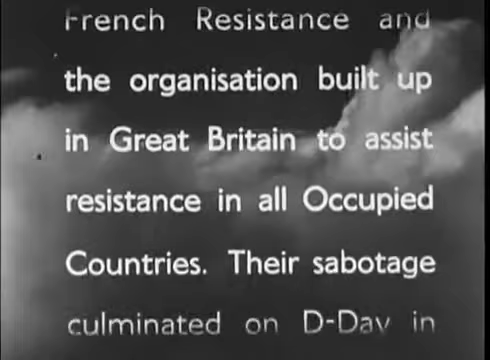 French Resistance and
the organisation built up
in Great Britain to assist
resistance in all Occupied
Countries. Their sabotage
culminated on D-Day in